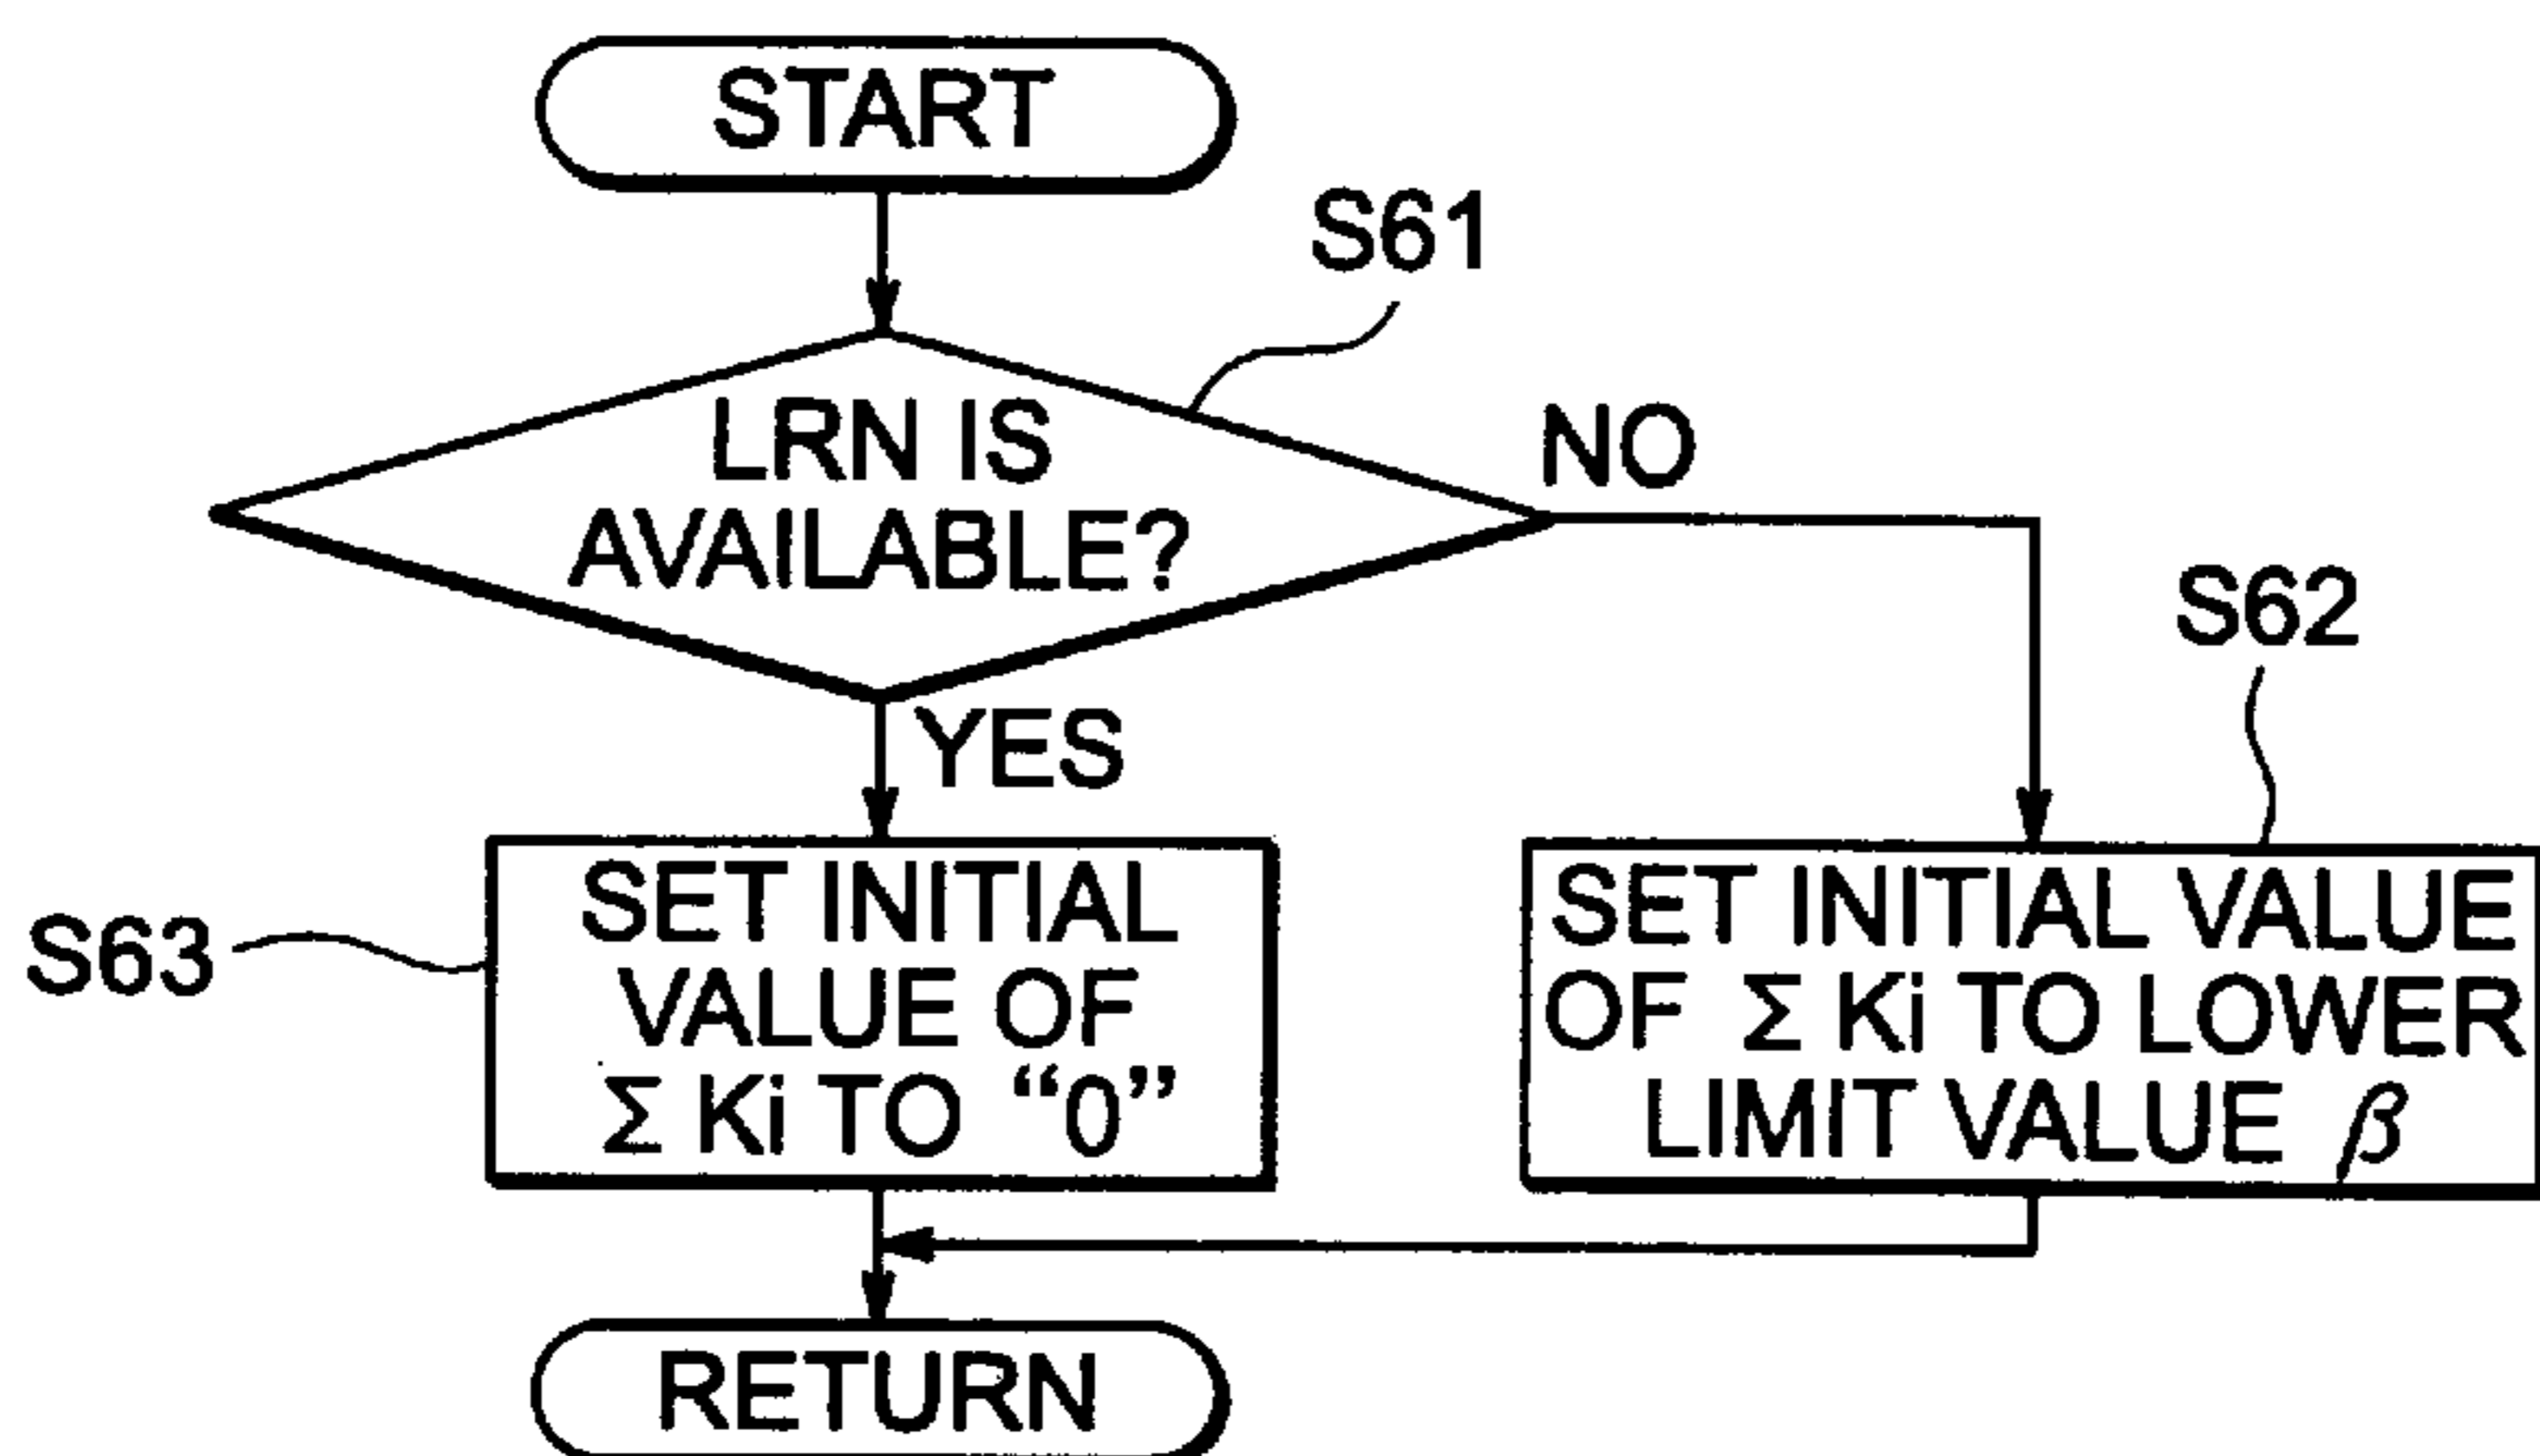 START
S61
LRN IS
AVAILABLE?
NO
YES
S62
S63
SET INITIAL
VALUE OF
Σ Ki TO “0”
SET INITIAL VALUE
OF Σ Ki TO LOWER
LIMIT VALUE β
RETURN